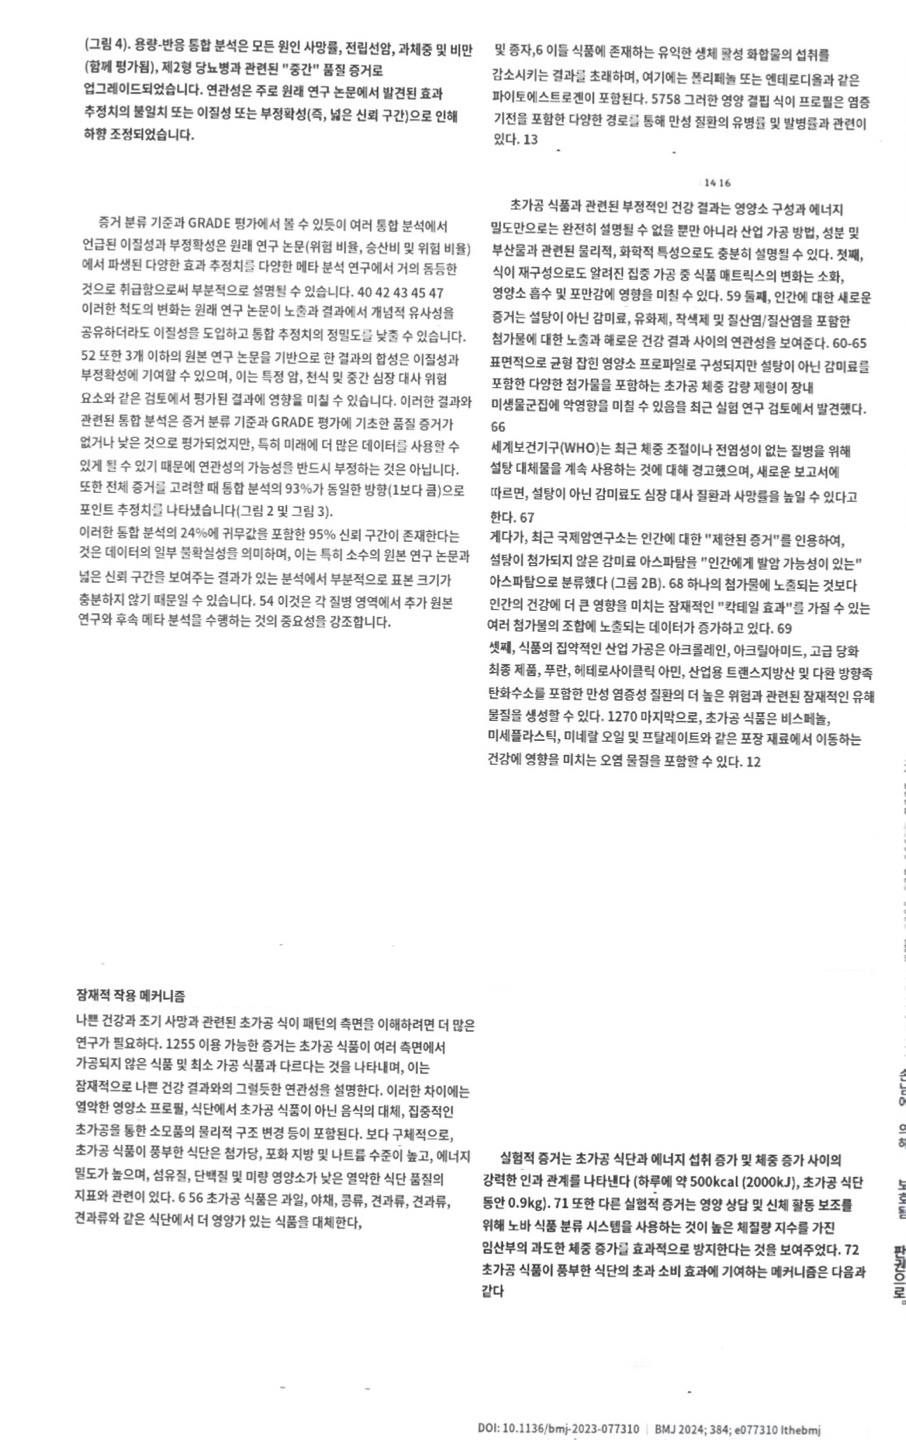 (그림 4). 용량-반응 통합 분석은 모든 원인 사망률, 전립선암, 과체중 및 비만
(함께 평가됨), 제2형 당뇨병과 관련된 "중간" 품질 증거로
업그레이드되었습니다. 연관성은 주로 원래 연구 논문에서 발견된 효과
추정치의 불일치 또는 이질성 또는 부정확성(즉, 넓은 신뢰 구간)으로 인해
하향 조정되었습니다.
증거 분류 기준과 GRADE 평가에서 볼 수 있듯이 여러 통합 분석에서
언급된 이질성과 부정확성은 원래 연구 논문(위험 비율, 승산비 및 위험 비율)
에서 파생된 다양한 효과 추정치를 다양한 메타 분석 연구에서 거의 동등한
것으로 취급함으로써 부분적으로 설명될 수 있습니다. 40 42 43 45 47
이러한 척도의 변화는 원래 연구 논문이 노출과 결과에서 개념적 유사성을
공유하더라도 이질성을 도입하고 통합 추정치의 정밀도를 낮출 수 있습니다.
52 또한 3개 이하의 원본 연구 논문을 기반으로 한 결과의 합성은 이질성과
부정확성에 기여할 수 있으며, 이는 특정 암, 천식 및 중간 심장 대사 위험
요소와 같은 검토에서 평가된 결과에 영향을 미칠 수 있습니다. 이러한 결과와
관련된 통합 분석은 증거 분류 기준과 GRADE 평가에 기초한 품질 증거가
없거나 낮은 것으로 평가되었지만, 특히 미래에 더 많은 데이터를 사용할 수
있게 될 수 있기 때문에 연관성의 가능성을 반드시 부정하는 것은 아닙니다.
또한 전체 증거를 고려할 때 통합 분석의 93%가 동일한 방향(1보다 큼)으로
포인트 추정치를 나타냈습니다(그림 2 및 그림 3).
이러한 통합 분석의 24%에 귀무값을 포함한 95% 신뢰 구간이 존재한다는
것은 데이터의 일부 불확실성을 의미하며, 이는 특히 소수의 원본 연구 논문과
넓은 신뢰 구간을 보여주는 결과가 있는 분석에서 부분적으로 표본 크기가
충분하지 않기 때문일 수 있습니다. 54 이것은 각 질병 영역에서 추가 원본
연구와 후속 메타 분석을 수행하는 것의 중요성을 강조합니다.
잠재적 작용 메커니즘
나쁜 건강과 조기 사망과 관련된 초가공 식이 패턴의 측면을 이해하려면 더 많은
연구가 필요하다. 1255 이용 가능한 증거는 초가공 식품이 여러 측면에서
가공되지 않은 식품 및 최소 가공 식품과 다르다는 것을 나타내며, 이는
잠재적으로 나쁜 건강 결과와의 그럴듯한 연관성을 설명한다. 이러한 차이에는
열악한 영양소 프로필, 식단에서 초가공 식품이 아닌 음식의 대체, 집중적인
초가공을 통한 소모품의 물리적 구조 변경 등이 포함된다. 보다 구체적으로,
초가공 식품이 풍부한 식단은 첨가당, 포화 지방 및 나트륨 수준이 높고, 에너지
밀도가 높으며, 섬유질, 단백질 및 미량 영양소가 낮은 열악한 식단 품질의
지표와 관련이 있다. 6 56 초가공 식품은 과일, 야채, 콩류, 견과류, 견과류,
견과류와 같은 식단에서 더 영양가 있는 식품을 대체한다,
및 종자,6 이들 식품에 존재하는 유익한 생체 활성 화합물의 섭취를
감소시키는 결과를 초래하며, 여기에는 폴리페놀 또는 엔테로디올과 같은
파이토에스트로겐이 포함된다. 5758 그러한 영양 결핍 식이 프로필은 염증
기전을 포함한 다양한 경로를 통해 만성 질환의 유병률 및 발병률과 관련이
있다. 13
14 16
초가공 식품과 관련된 부정적인 건강 결과는 영양소 구성과 에너지
밀도만으로는 완전히 설명될 수 없을 뿐만 아니라 산업 가공 방법, 성분 및
부산물과 관련된 물리적, 화학적 특성으로도 충분히 설명될 수 있다. 첫째,
식이 재구성으로도 알려진 집중 가공 중 식품 매트릭스의 변화는 소화,
영양소 흡수 및 포만감에 영향을 미칠 수 있다. 59 둘째, 인간에 대한 새로운
증거는 설탕이 아닌 감미료, 유화제, 착색제 및 질산염/질산염을 포함한
첨가물에 대한 노출과 해로운 건강 결과 사이의 연관성을 보여준다. 60-65
표면적으로 균형 잡힌 영양소 프로파일로 구성되지만 설탕이 아닌 감미료를
포함한 다양한 첨가물을 포함하는 초가공 체중 감량 제형이 장내
미생물군집에 악영향을 미칠 수 있음을 최근 실험 연구 검토에서 발견했다.
66
세계보건기구(WHO)는 최근 체중 조절이나 전염성이 없는 질병을 위해
설탕 대체물을 계속 사용하는 것에 대해 경고했으며, 새로운 보고서에
따르면, 설탕이 아닌 감미료도 심장 대사 질환과 사망률을 높일 수 있다고
한다. 67
게다가, 최근 국제암연구소는 인간에 대한 "제한된 증거"를 인용하여,
설탕이 첨가되지 않은 감미료 아스파탐을 "인간에게 발암 가능성이 있는"
아스파탐으로 분류했다 (그룹 2B). 68 하나의 첨가물에 노출되는 것보다
인간의 건강에 더 큰 영향을 미치는 잠재적인 "칵테일 효과"를 가질 수 있는
여러 첨가물의 조합에 노출되는 데이터가 증가하고 있다. 69
셋째, 식품의 집약적인 산업 가공은 아크롤레인, 아크릴아미드, 고급 당화
최종 제품, 푸란, 헤테로사이클릭 아민, 산업용 트랜스지방산 및 다환 방향족
탄화수소를 포함한 만성 염증성 질환의 더 높은 위험과 관련된 잠재적인 유해
물질을 생성할 수 있다. 1270 마지막으로, 초가공 식품은 비스페놀,
미세플라스틱, 미네랄 오일 및 프탈레이트와 같은 포장 재료에서 이동하는
건강에 영향을 미치는 오염 물질을 포함할 수 있다. 12
실험적 증거는 초가공 식단과 에너지 섭취 증가 및 체중 증가 사이의
강력한 인과 관계를 나타낸다 (하루에 약 500kcal (2000kJ), 초가공 식단
동안 0.9kg). 71 또한 다른 실험적 증거는 영양 상담 및 신체 활동 보조를
위해 노바 식품 분류 시스템을 사용하는 것이 높은 체질량 지수를 가진
임산부의 과도한 체중 증가를 효과적으로 방지한다는 것을 보여주었다. 72
초가공 식품이 풍부한 식단의 초과 소비 효과에 기여하는 메커니즘은 다음과
같다
의해
보호됨
판권으로.
DOI: 10.1136/bmj-2023-077310 | BMJ 2024; 384; e077310 Ithebmj